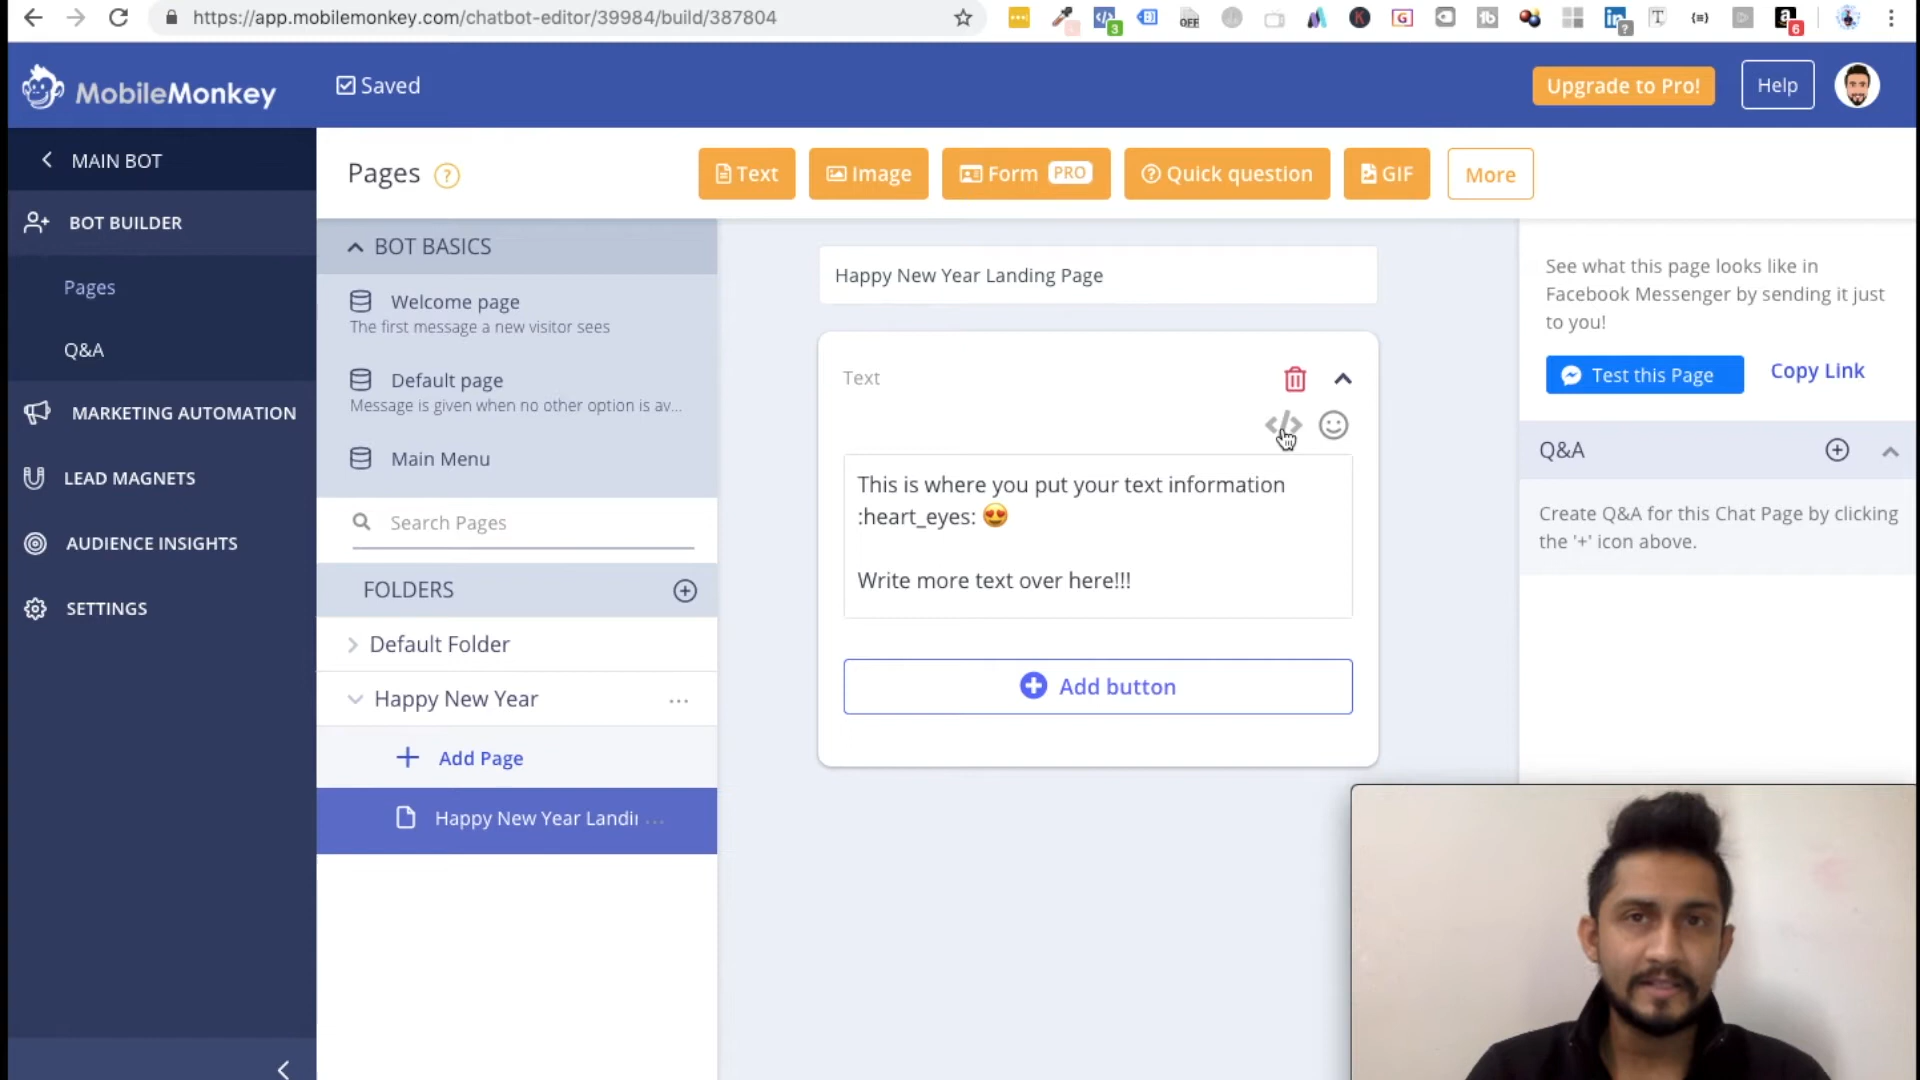 https://app.mobilemonkey.com/chatbot-editor/39984/build/387804
MobileMonkey
Saved
Upgrade to Pro!
Help
MAIN BOT
BOT BUILDER
Pages
Q&A
MARKETING AUTOMATION
LEAD MAGNETS
AUDIENCE INSIGHTS
SETTINGS
Pages ?
Text
Image
Form PRO
Quick question
GIF
More
BOT BASICS
Welcome page
The first message a new visitor sees
Default page
Message is given when no other option is av...
Main Menu
Search Pages
FOLDERS
Default Folder
Happy New Year ...
Add Page
Happy New Year Landi ...
Happy New Year Landing Page
Text
</>
This is where you put your text information
:heart_eyes: 😍
Write more text over here!!!
Add button
See what this page looks like in
Facebook Messenger by sending it just
to you!
Test this Page
Copy Link
Q&A
Create Q&A for this Chat Page by clicking
the '+' icon above.
OFF
3
6